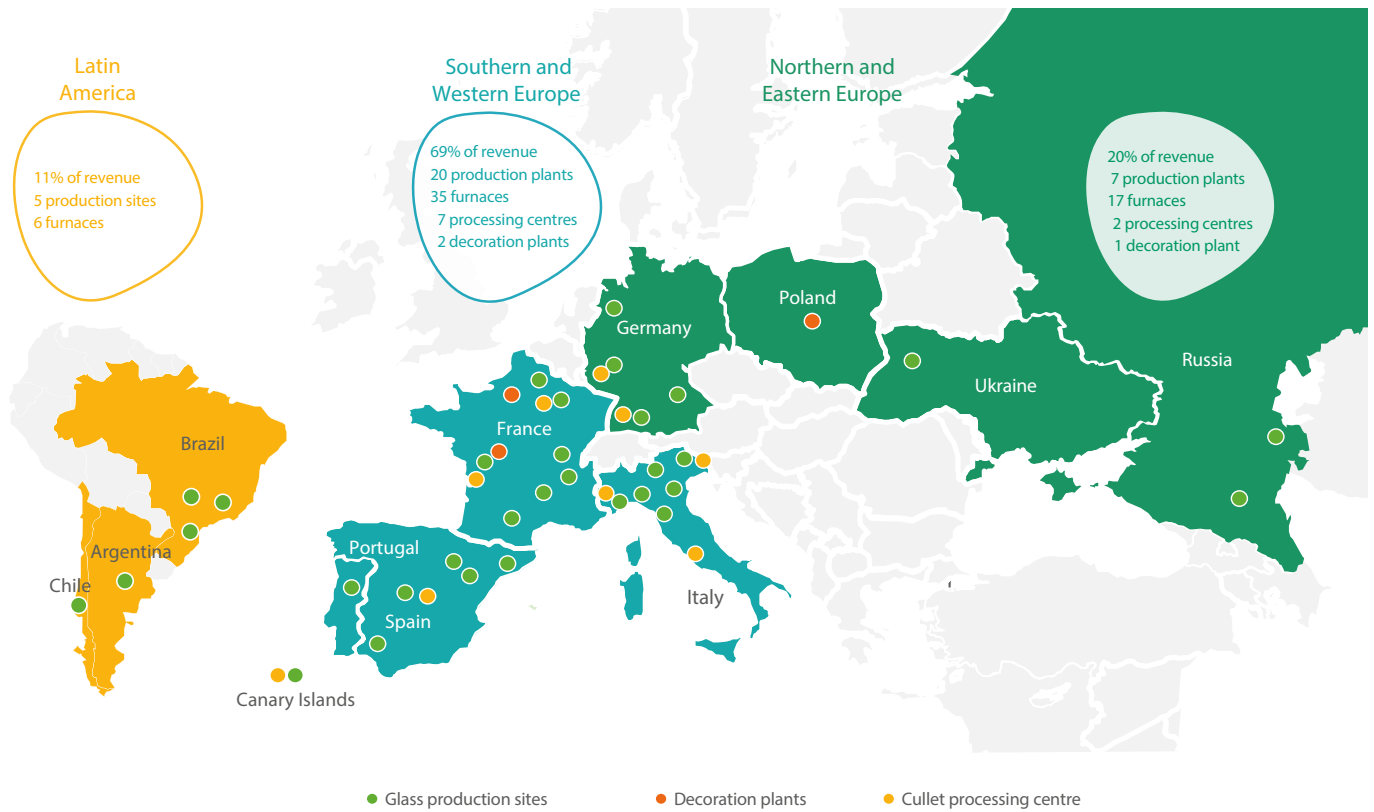 Latin
America
11% of revenue
5 production sites
6 furnaces
Southern and
Western Europe
69% of revenue
20 production plants
35 furnaces
7 processing centres
2 decoration plants
Northern and
Eastern Europe
20% of revenue
7 production plants
17 furnaces
2 processing centres
1 decoration plant
Poland
Germany
Russia
Ukraine
France
Brazil
Portugal
Argentina
Chile
Italy
Spain
Canary Islands
Glass production sites
Decoration plants
Cullet processing centre